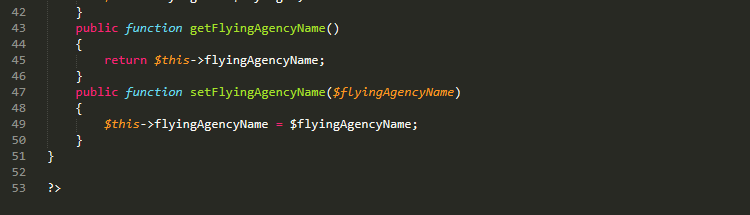 42 }
43 public function getFlyingAgencyName()
44 {
45 return $this->flyingAgencyName;
46 }
47 public function setFlyingAgencyName($flyingAgencyName)
48 {
49 $this->flyingAgencyName = $flyingAgencyName;
50 }
51 }
52
53 ?>